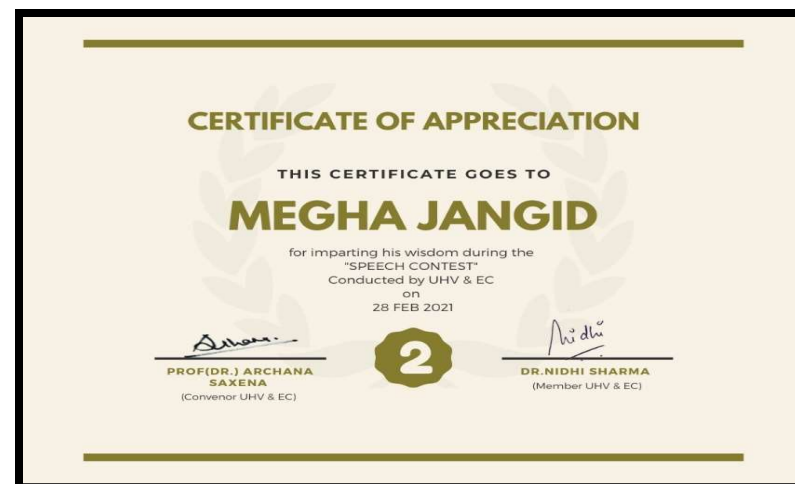 CERTIFICATE OF APPRECIATION
THIS CERTIFICATE GOES TO
MEGHA JANGID
for imparting his wisdom during the
"SPEECH CONTEST"
Conducted by UHV & EC
on
28 FEB 2021
Nidhi
2
PROF(DR.) ARCHANA
SAXENA
(Convenor UHV & EC)
DR.NIDHI SHARMA
(Member UHV & EC)